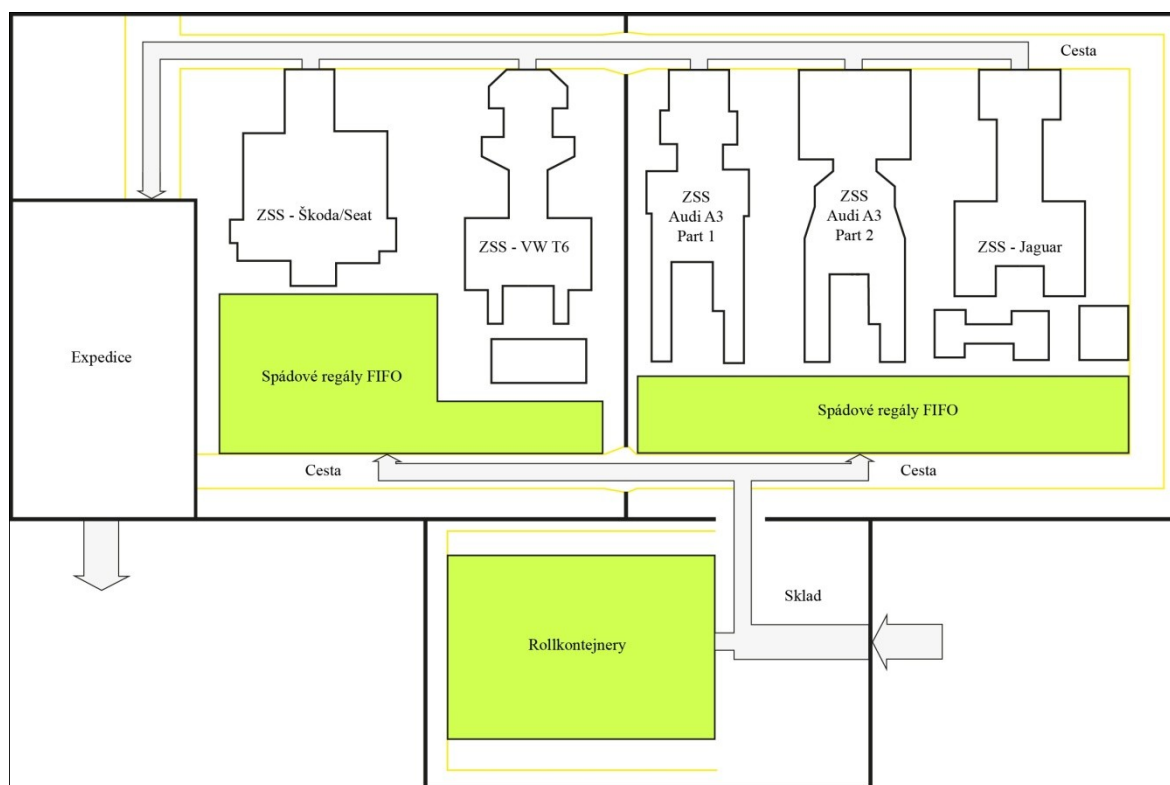 Cesta
ZSS - Škoda/Seat
ZSS - VW T6
ZSS
Audi A3
Part 1
ZSS
Audi A3
Part 2
ZSS - Jaguar
Expedice
Spádové regály FIFO
Spádové regály FIFO
Cesta
Cesta
Sklad
Rollkontejnery